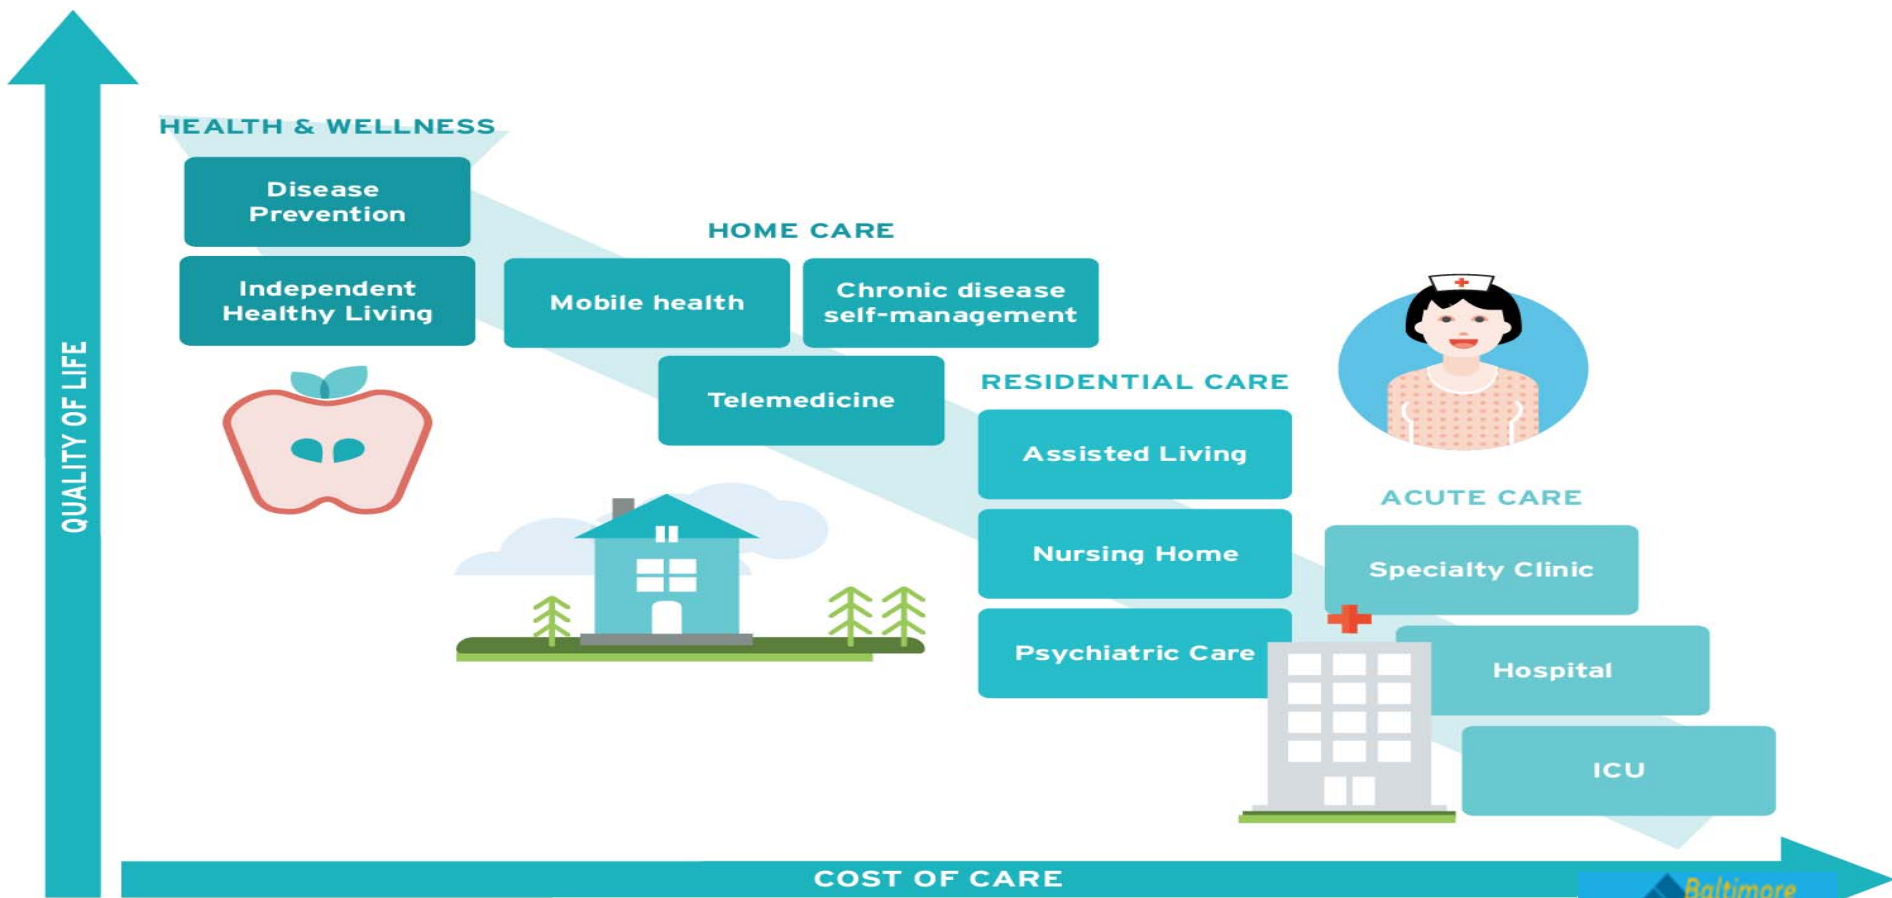 HEALTH & WELLNESS
Disease
Prevention
Independent
Healthy Living
HOME CARE
Mobile health
Chronic disease
self-management
Telemedicine
RESIDENTIAL CARE
Assisted Living
Nursing Home
Psychiatric Care
ACUTE CARE
Specialty Clinic
Hospital
ICU
QUALITY OF LIFE
COST OF CARE
Baltimore